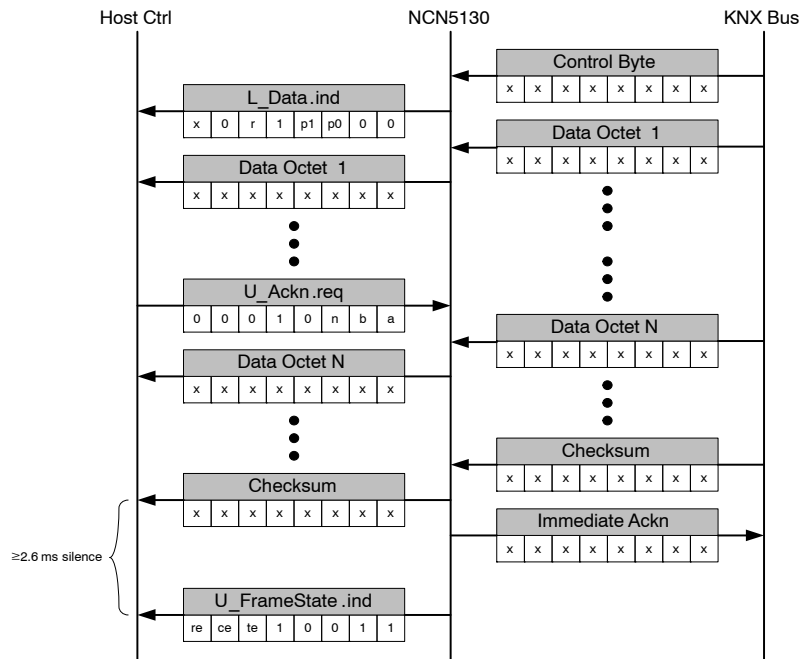 Host Ctrl NCN5130 KNX Bus
Control Byte
x x x x x x x x
L_Data.ind
x 0 r 1 p1 p0 0 0
Data Octet 1
x x x x x x x x
Data Octet 1
x x x x x x x x
U_Ackn.req
0 0 0 1 0 n b a
Data Octet N
x x x x x x x x
Data Octet N
x x x x x x x x
Checksum
x x x x x x x x
Checksum
x x x x x x x x
Immediate Ackn
x x x x x x x x
≥2.6 ms silence
U_FrameState.ind
re ce te 1 0 0 1 1